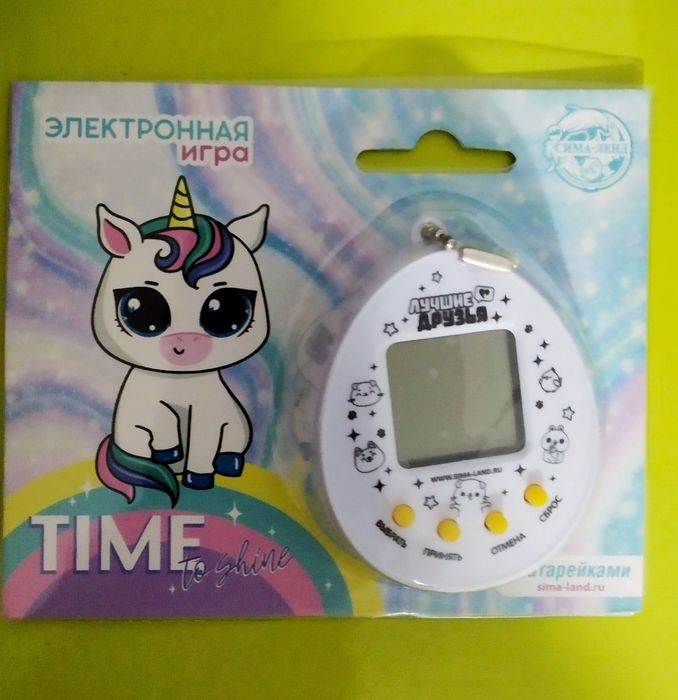 ЭЛЕКТРОННАЯ
игра
СИМА-ЛЕНД
ЛУЧШИЕ
ДРУЗЬЯ
WWW.SIMA-LAND.RU
ВЫБРАТЬ
ПРИНЯТЬ
ОТМЕНА
СБРОС
TIME
to shine
sima-land.ru